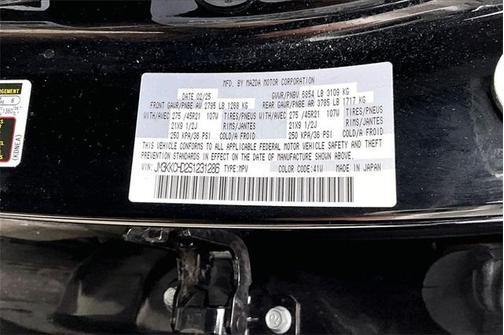 MFD. BY MAZDA MOTOR CORPORATION
DATE 02/25 GVWR/PNBV 6854 LB 3109 KG
FRONT GAWR/PNBE AV 2795 LB 1268 KG REAR GAWR/PNBE AR 3785 LB 1717 KG
WITH/AVEC 275 /45R21 107W TIRES/PNEUS WITH/AVEC 275 /45R21 107W TIRES/PNEUS
21X9 1/2J RIMS/JANTES 21X9 1/2J RIMS/JANTES
250 KPA/36 PSI COLD/A FROID 250 KPA/36 PSI COLD/A FROID
THIS VEHICLE CONFORMS TO ALL APPLICABLE FEDERAL MOTOR VEHICLE SAFETY AND THEFT
PREVENTION STANDARDS IN EFFECT ON THE DATE OF MANUFACTURE SHOWN ABOVE.
VIN: JM3KKCHD2S1231286 TYPE:MPV COLOR CODE:41W MADE IN JAPAN
(KOREA)